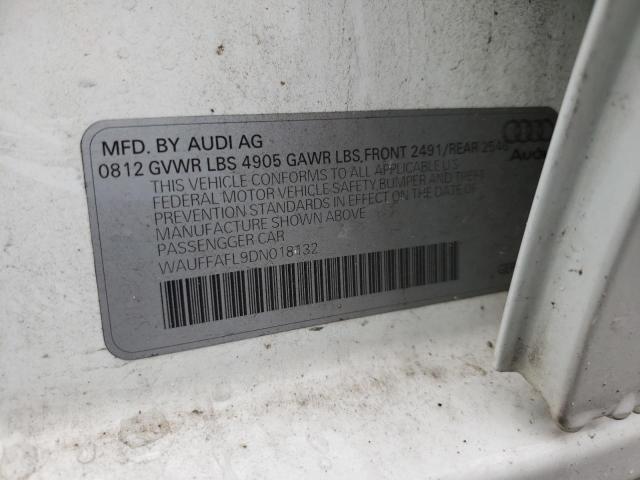 MFD. BY AUDI AG
0812 GVWR LBS 4905 GAWR LBS,FRONT 2491/REAR 2546
THIS VEHICLE CONFORMS TO ALL APPLICABLE U.S
FEDERAL MOTOR VEHICLE SAFETY BUMPER AND THEFT
PREVENTION STANDARDS IN EFFECT ON THE DATE OF
MANUFACTURE SHOWN ABOVE
PASSENGGER CAR
WAUFFAFL9DN018132
Audi